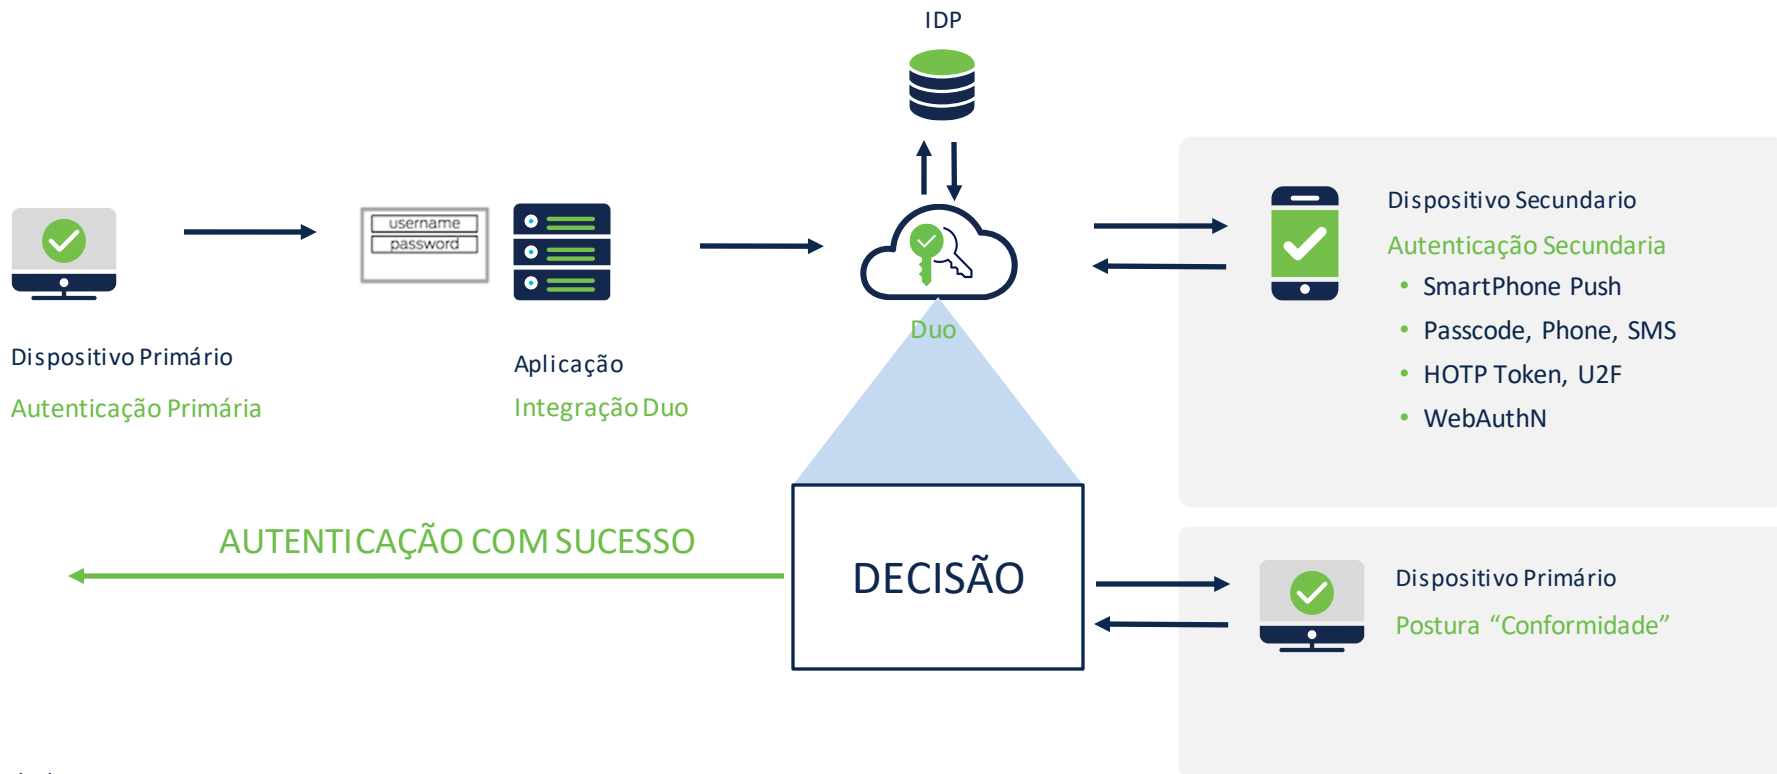 IDP
username
password
Dispositivo Primário
Autenticação Primária
Aplicação
Integração Duo
Duo
Dispositivo Secundario
Autenticação Secundaria
• SmartPhone Push
• Passcode, Phone, SMS
• HOTP Token, U2F
• WebAuthN
AUTENTICAÇÃO COM SUCESSO
DECISÃO
Dispositivo Primário
Postura “Conformidade”